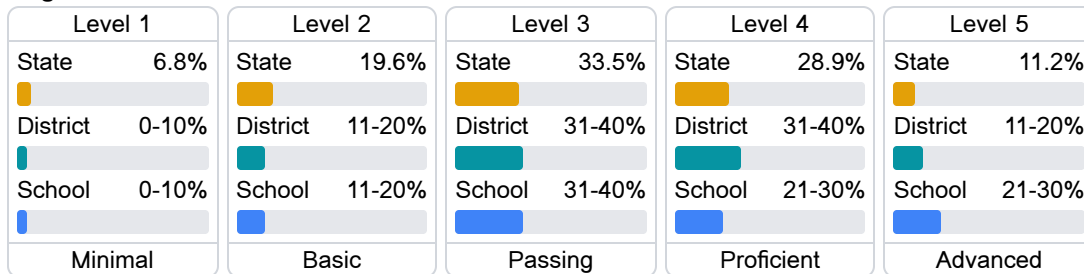 Level 1
State 6.8%
District 0-10%
School 0-10%
Minimal
Level 2
State 19.6%
District 11-20%
School 11-20%
Basic
Level 3
State 33.5%
District 31-40%
School 31-40%
Passing
Level 4
State 28.9%
District 31-40%
School 21-30%
Proficient
Level 5
State 11.2%
District 11-20%
School 21-30%
Advanced